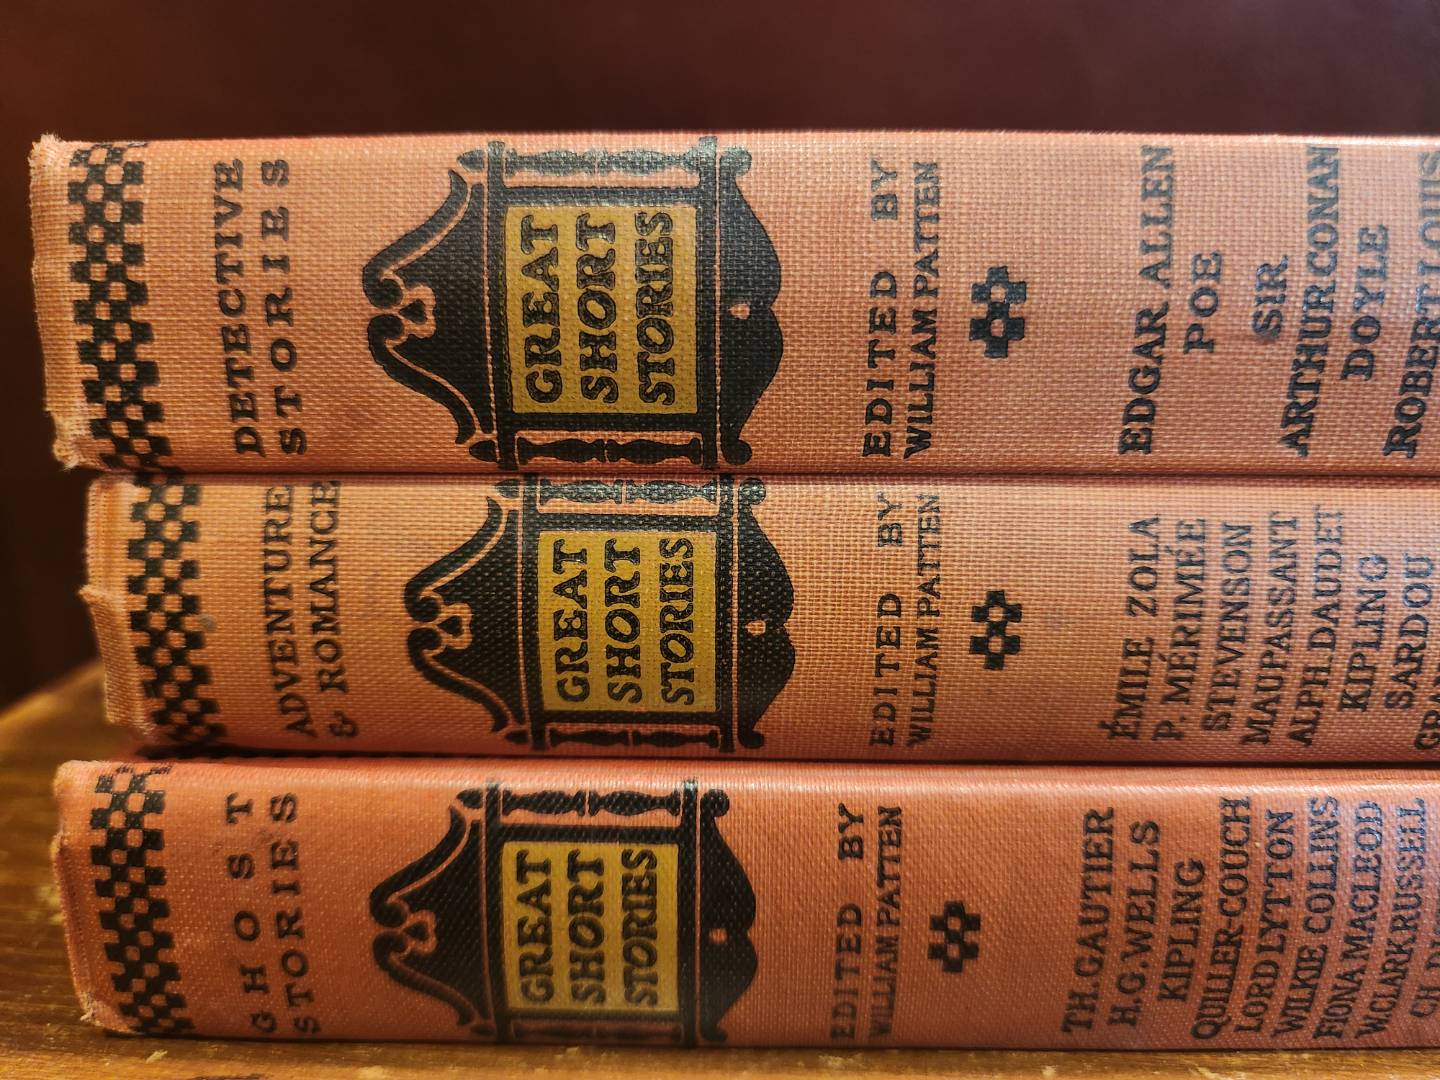 DETECTIVE
STORIES
GREAT
SHORT
STORIES
EDITED BY
WILLIAM PATTEN
EDGAR ALLEN
POE
SIR
ARTHUR CONAN
DOYLE
ROBERT LOUIS
ADVENTURE
& ROMANCE
GREAT
SHORT
STORIES
EDITED BY
WILLIAM PATTEN
ÉMILE ZOLA
P. MÉRIMÉE
STEVENSON
MAUPASSANT
ALPH. DAUDET
KIPLING
SARDOU
GHOST
STORIES
GREAT
SHORT
STORIES
EDITED BY
WILLIAM PATTEN
TH. GAUTIER
H. G. WELLS
KIPLING
QUILLER-COUCH
LORD LYTTON
WILKIE COLLINS
FIONA MACLEOD
W. CLARK RUSSELL